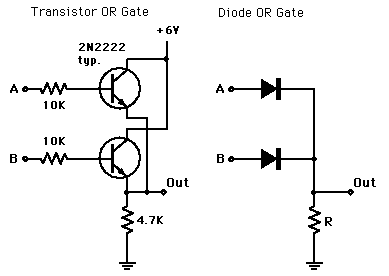 Transistor OR Gate
Diode OR Gate
+6V
2N2222
typ.
A
10K
10K
B
Out
4.7K
A
B
Out
R